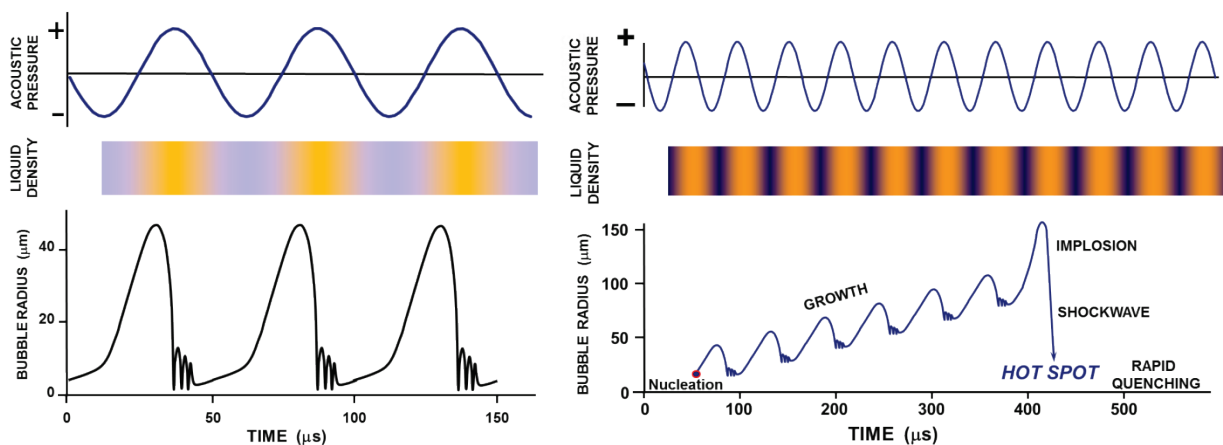 +
ACOUSTIC
PRESSURE
−
LIQUID
DENSITY
BUBBLE RADIUS (μm)
40
20
0
0
50
100
150
TIME (μs)
+
ACOUSTIC
PRESSURE
−
LIQUID
DENSITY
BUBBLE RADIUS (μm)
150
100
50
0
GROWTH
IMPLOSION
SHOCKWAVE
HOT SPOT
RAPID
QUENCHING
Nucleation
0
100
200
300
400
500
TIME (μs)